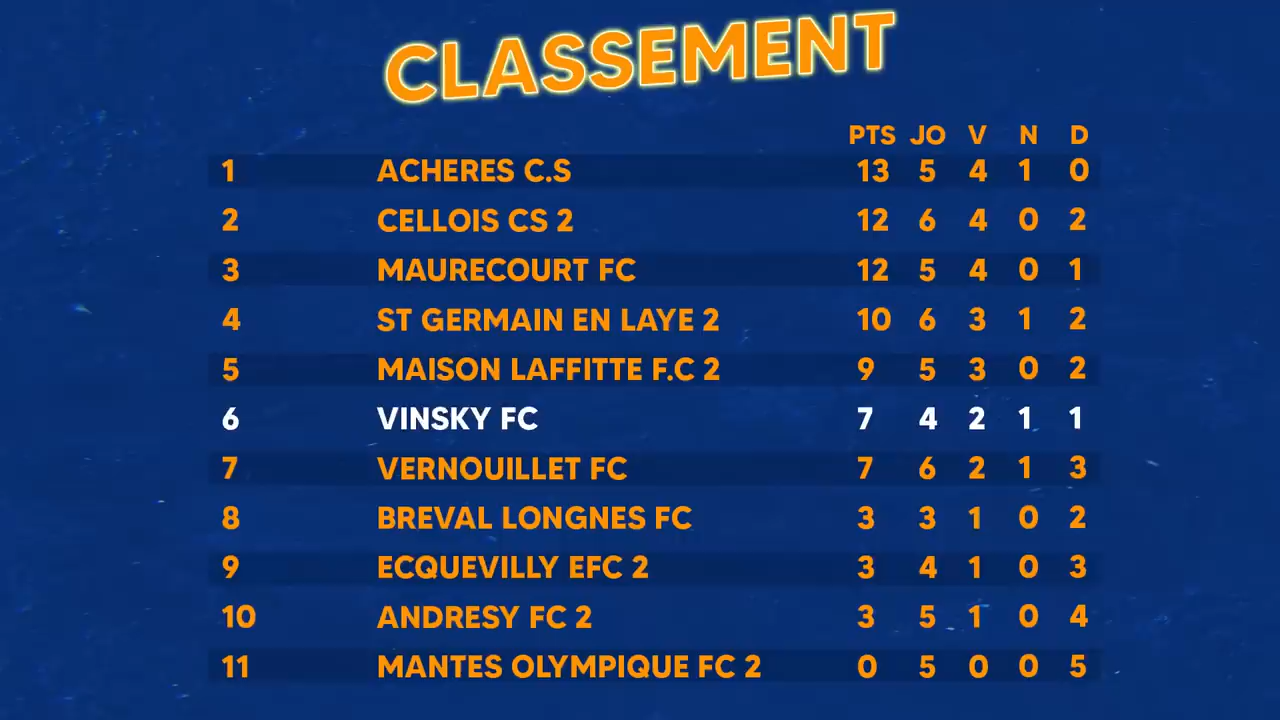 CLASSEMENT
PTS JO V N D
1 ACHERES C.S 13 5 4 1 0
2 CELLOIS CS 2 12 6 4 0 2
3 MAURECOURT FC 12 5 4 0 1
4 ST GERMAIN EN LAYE 2 10 6 3 1 2
5 MAISON LAFFITTE F.C 2 9 5 3 0 2
6 VINSKY FC 7 4 2 1 1
7 VERNOUILLET FC 7 6 2 1 3
8 BREVAL LONGNES FC 3 3 1 0 2
9 ECQUEVILLY EFC 2 3 4 1 0 3
10 ANDRESY FC 2 3 5 1 0 4
11 MANTES OLYMPIQUE FC 2 0 5 0 0 5